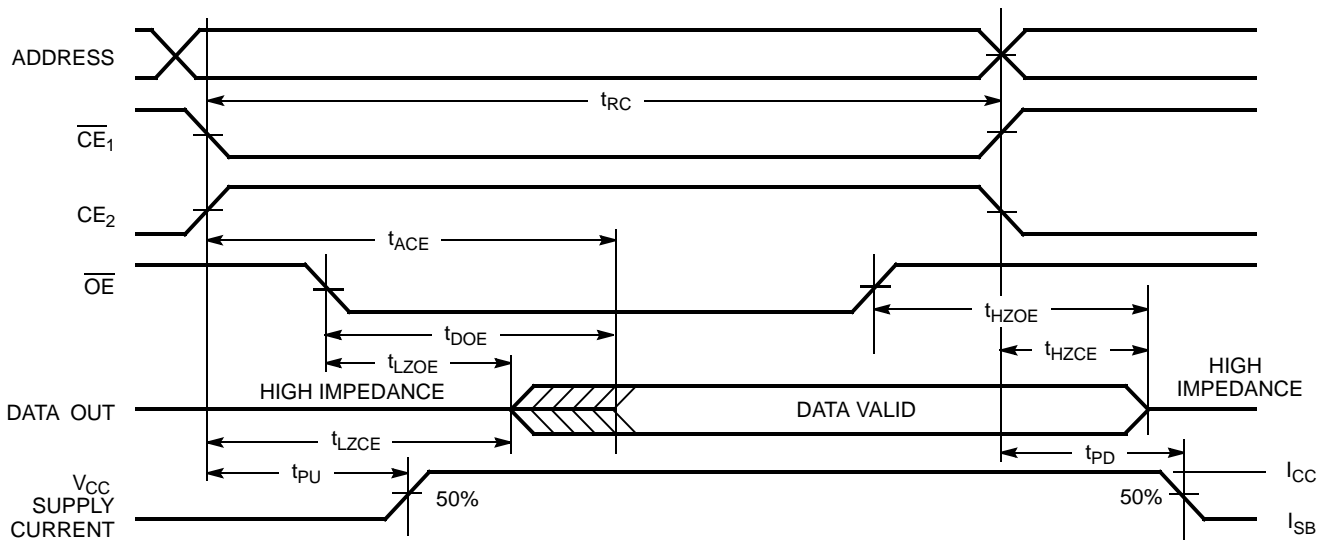 ADDRESS
tRC
CE1
CE2
tACE
OE
tHZOE
tDOE
tLZOE
tHZCE
HIGH IMPEDANCE
HIGH
IMPEDANCE
DATA OUT
DATA VALID
tLZCE
tPU
tPD
VCC
SUPPLY
CURRENT
50%
50%
ICC
ISB